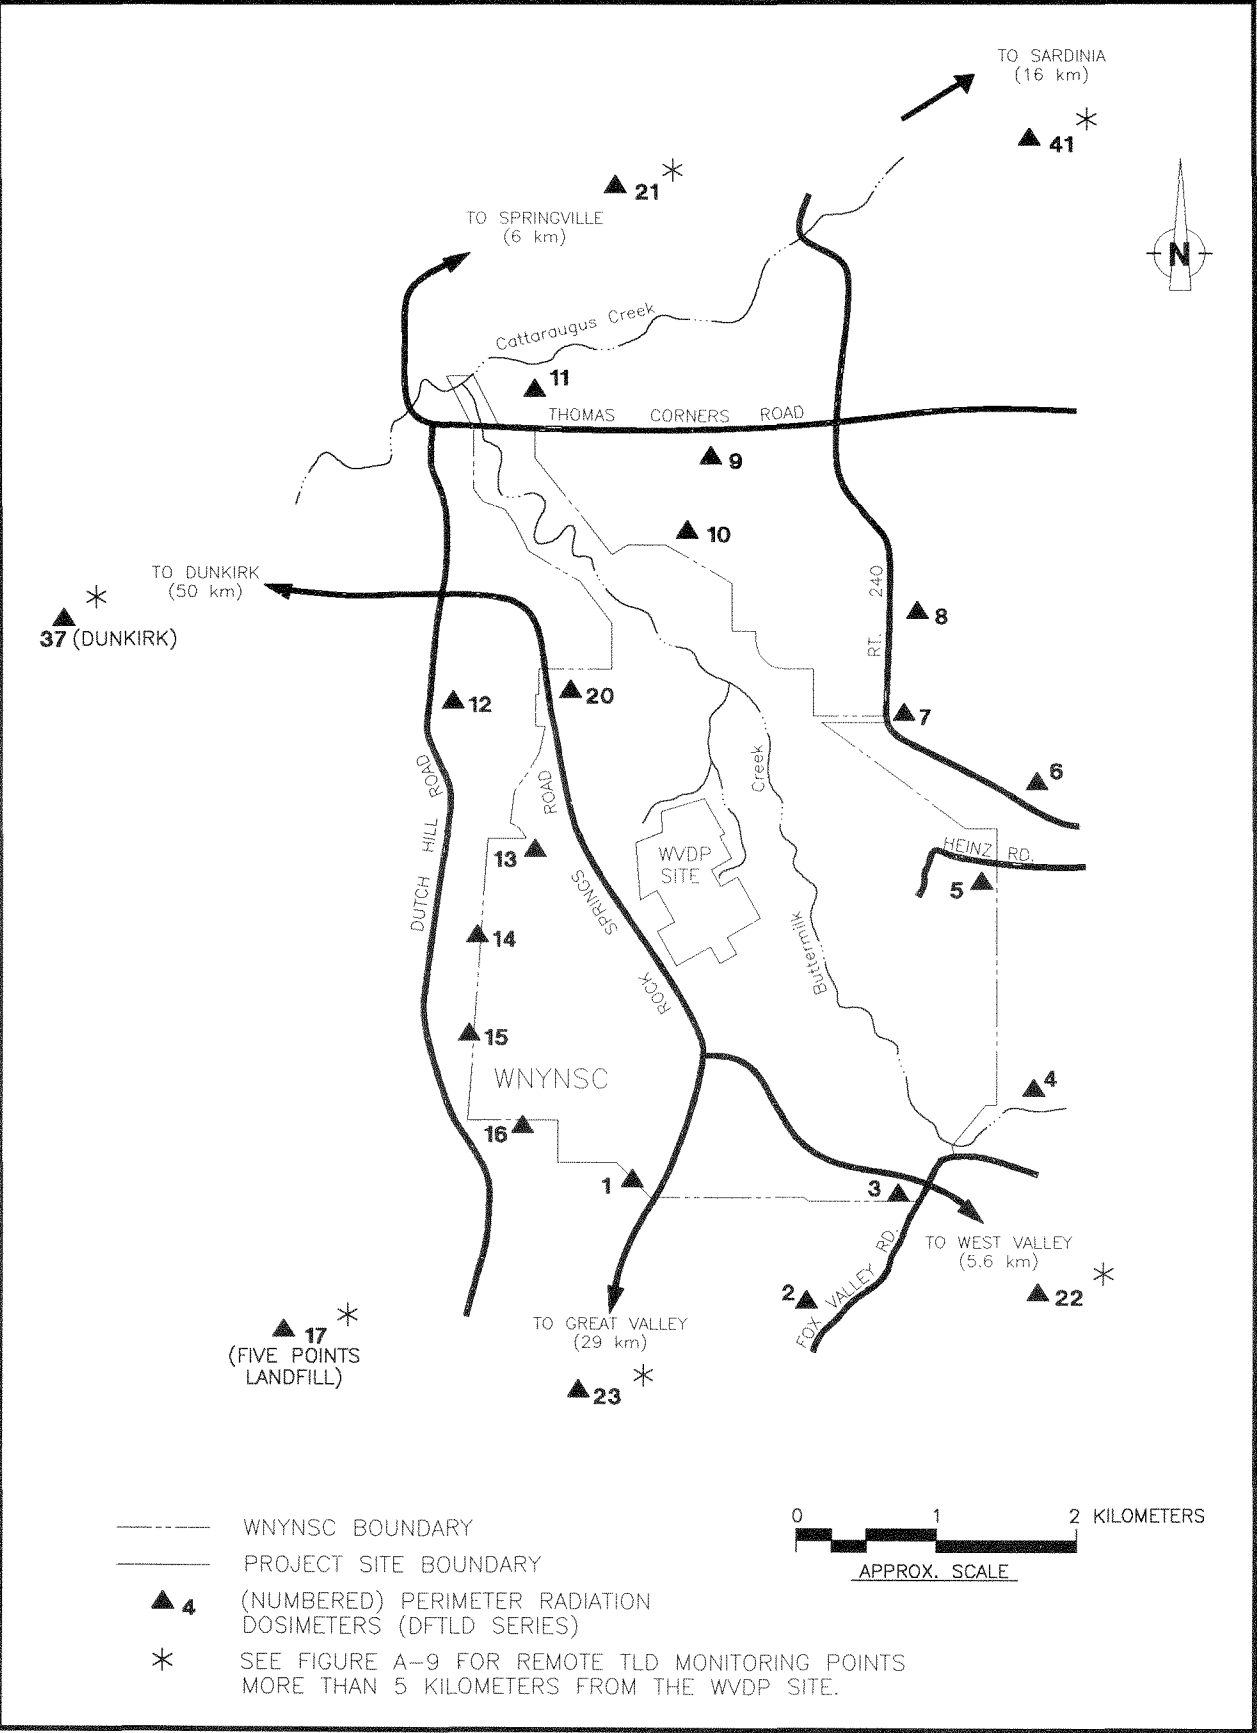 TO SARDINIA
(16 km)
41 *
21 *
TO SPRINGVILLE
(6 km)
N
Cattaraugus Creek
11
THOMAS CORNERS ROAD
9
10
TO DUNKIRK
(50 km)
*
37 (DUNKIRK)
RT. 240
8
12
20
7
6
Creek
Buttermilk
DUTCH HILL ROAD
ROAD
SPRINGS
ROCK
WVDP
SITE
HEINZ RD.
13
5
14
15
WNYNSC
4
16
1
3
TO WEST VALLEY
(5.6 km)
FOX VALLEY RD.
2
22 *
17 *
(FIVE POINTS
LANDFILL)
TO GREAT VALLEY
(29 km)
23 *
WNYNSC BOUNDARY
PROJECT SITE BOUNDARY
4 (NUMBERED) PERIMETER RADIATION
DOSIMETERS (DFTLD SERIES)
* SEE FIGURE A-9 FOR REMOTE TLD MONITORING POINTS
MORE THAN 5 KILOMETERS FROM THE WVDP SITE.
0 1 2 KILOMETERS
APPROX. SCALE